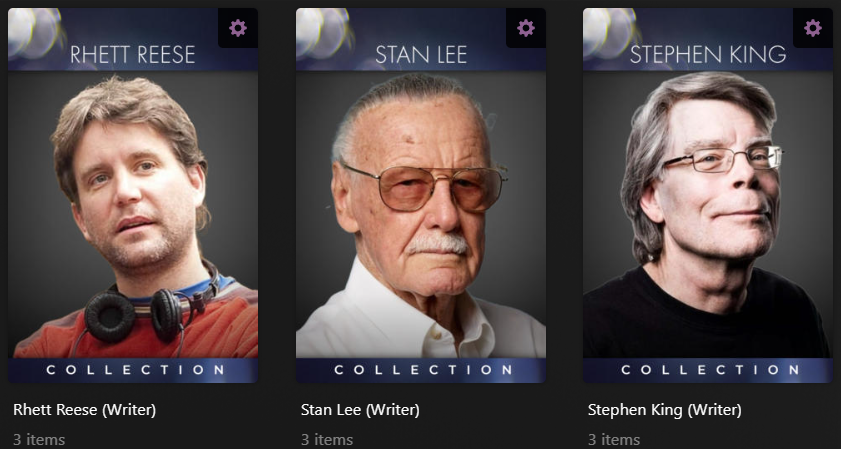 RHETT REESE
COLLECTION
Rhett Reese (Writer)
3 items
STAN LEE
COLLECTION
Stan Lee (Writer)
3 items
STEPHEN KING
COLLECTION
Stephen King (Writer)
3 items